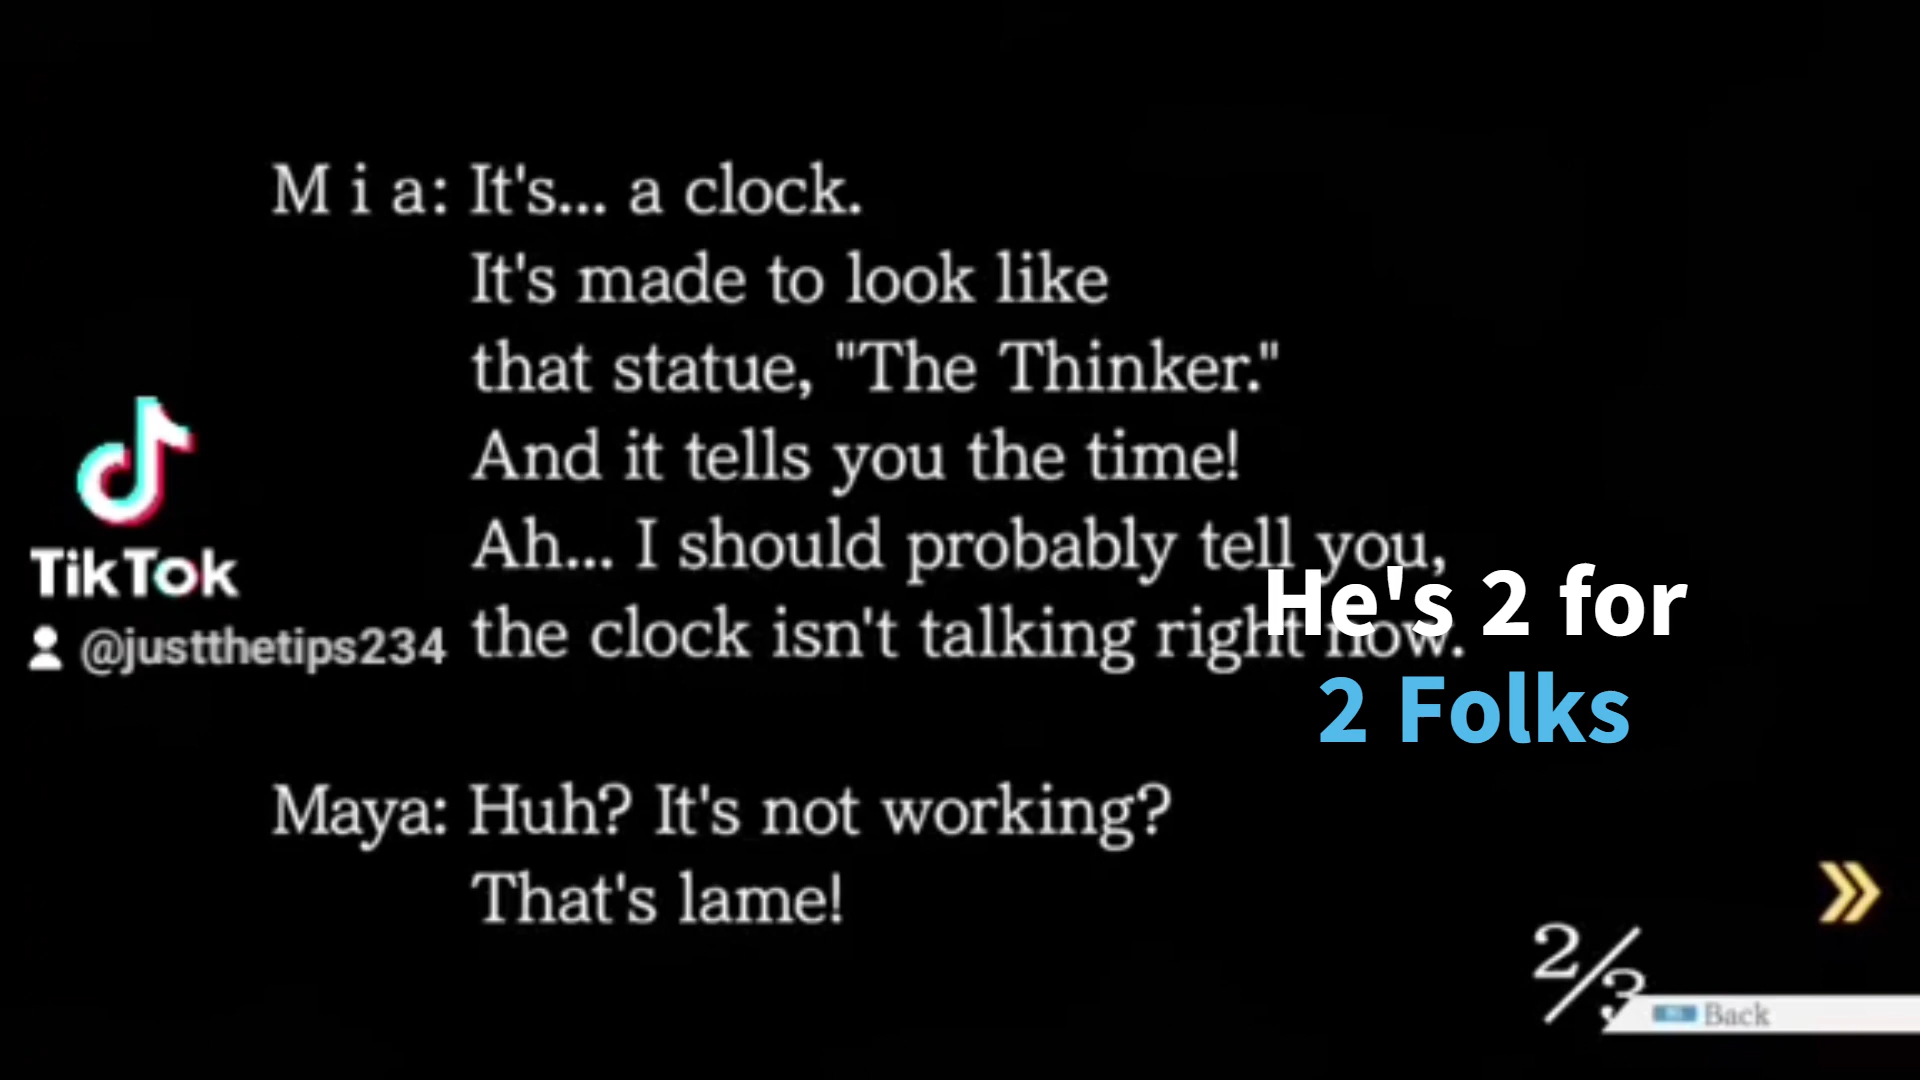 Mia: It's... a clock.
It's made to look like
that statue, "The Thinker."
And it tells you the time!
Ah... I should probably tell you,
the clock isn't talking right now.
Maya: Huh? It's not working?
That's lame!
TikTok
@justthetips234
He's 2 for
2 Folks
2/3
Back